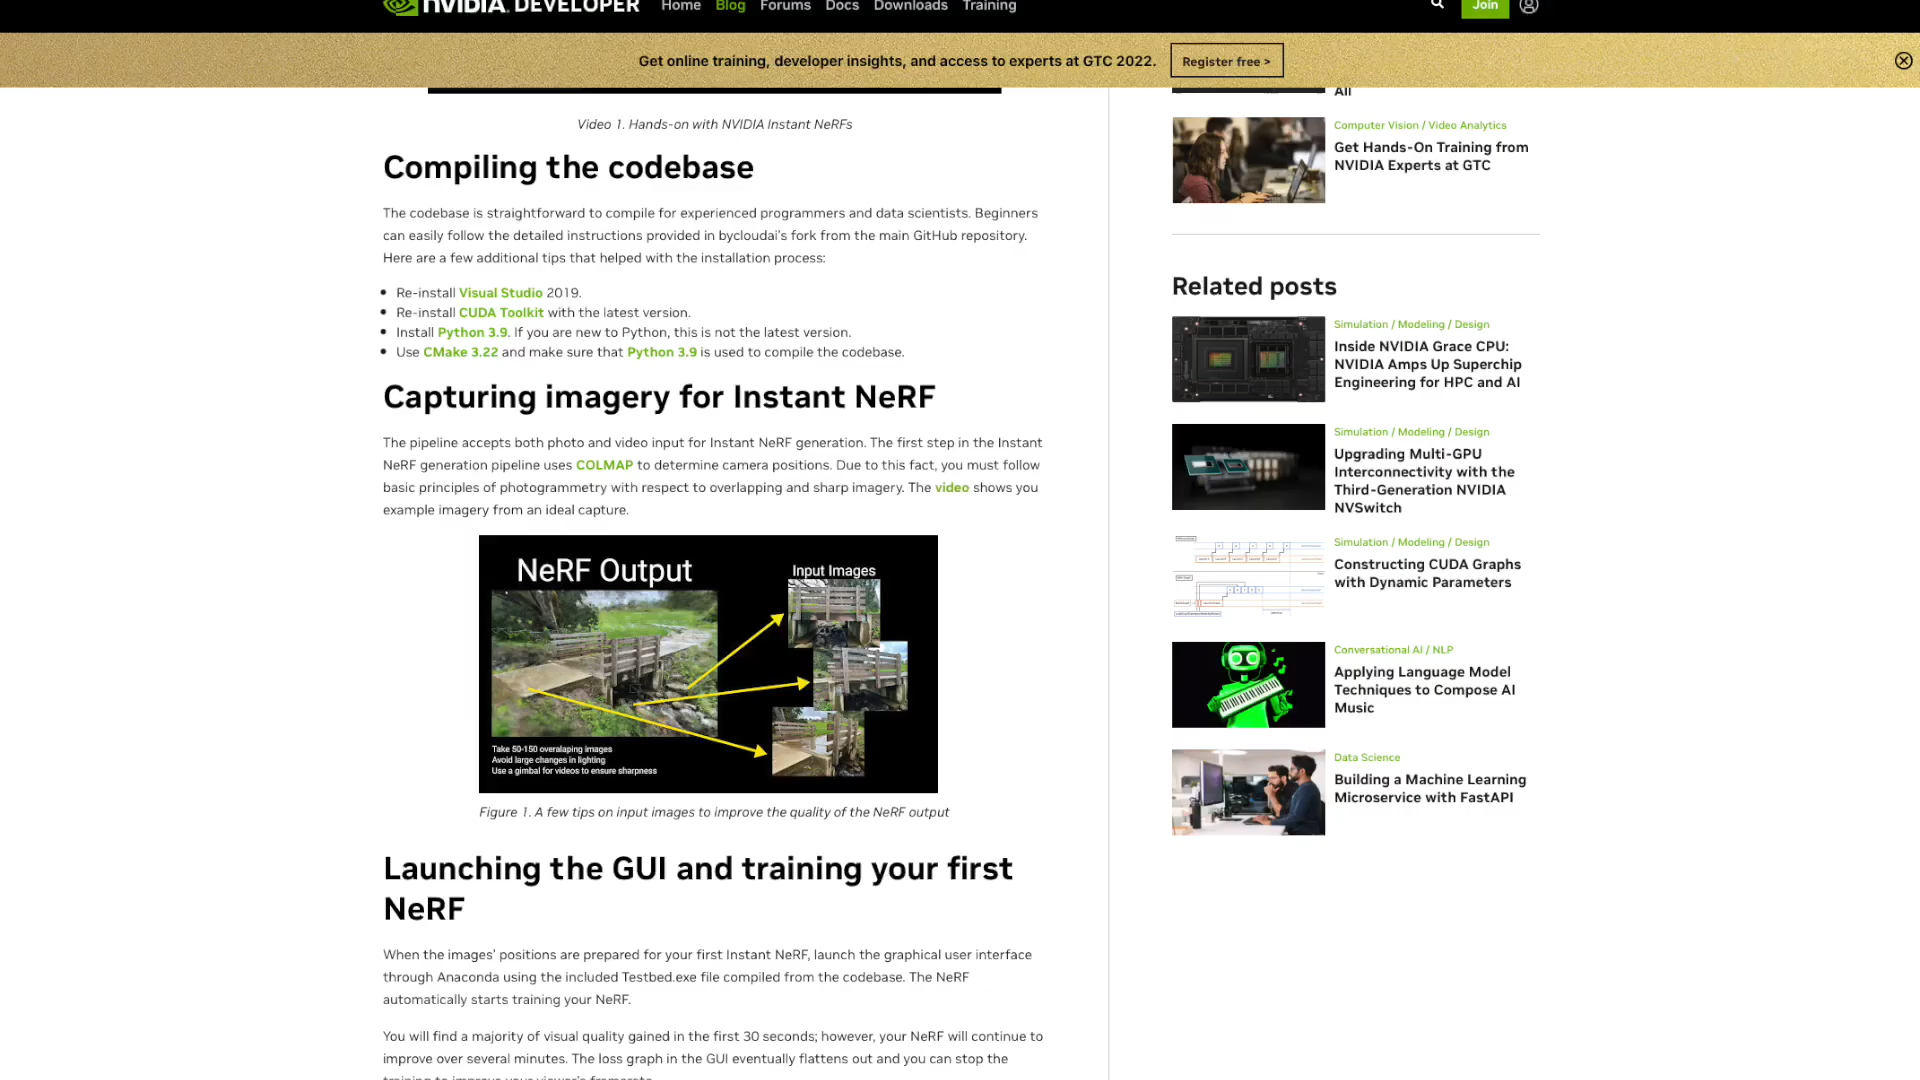 NVIDIA. DEVELOPER Home Blog Forums Docs Downloads Training Join
Get online training, developer insights, and access to experts at GTC 2022. Register free >
Video 1. Hands-on with NVIDIA Instant NeRFs
Compiling the codebase
The codebase is straightforward to compile for experienced programmers and data scientists. Beginners
can easily follow the detailed instructions provided in bycloudai's fork from the main GitHub repository.
Here are a few additional tips that helped with the installation process:
Re-install Visual Studio 2019.
Re-install CUDA Toolkit with the latest version.
Install Python 3.9. If you are new to Python, this is not the latest version.
Use CMake 3.22 and make sure that Python 3.9 is used to compile the codebase.
Capturing imagery for Instant NeRF
The pipeline accepts both photo and video input for Instant NeRF generation. The first step in the Instant
NeRF generation pipeline uses COLMAP to determine camera positions. Due to this fact, you must follow
basic principles of photogrammetry with respect to overlapping and sharp imagery. The video shows you
example imagery from an ideal capture.
NeRF Output
Input Images
Take 50-150 overalaping images
Avoid large changes in lighting
Use a gimbal for videos to ensure sharpness
Figure 1. A few tips on input images to improve the quality of the NeRF output
Launching the GUI and training your first
NeRF
When the images' positions are prepared for your first Instant NeRF, launch the graphical user interface
through Anaconda using the included Testbed.exe file compiled from the codebase. The NeRF
automatically starts training your NeRF.
You will find a majority of visual quality gained in the first 30 seconds; however, your NeRF will continue to
improve over several minutes. The loss graph in the GUI eventually flattens out and you can stop the
training to improve your viewer's framerate.
All
Computer Vision / Video Analytics
Get Hands-On Training from
NVIDIA Experts at GTC
Related posts
Simulation / Modeling / Design
Inside NVIDIA Grace CPU:
NVIDIA Amps Up Superchip
Engineering for HPC and AI
Simulation / Modeling / Design
Upgrading Multi-GPU
Interconnectivity with the
Third-Generation NVIDIA
NVSwitch
Simulation / Modeling / Design
Constructing CUDA Graphs
with Dynamic Parameters
Conversational AI / NLP
Applying Language Model
Techniques to Compose AI
Music
Data Science
Building a Machine Learning
Microservice with FastAPI